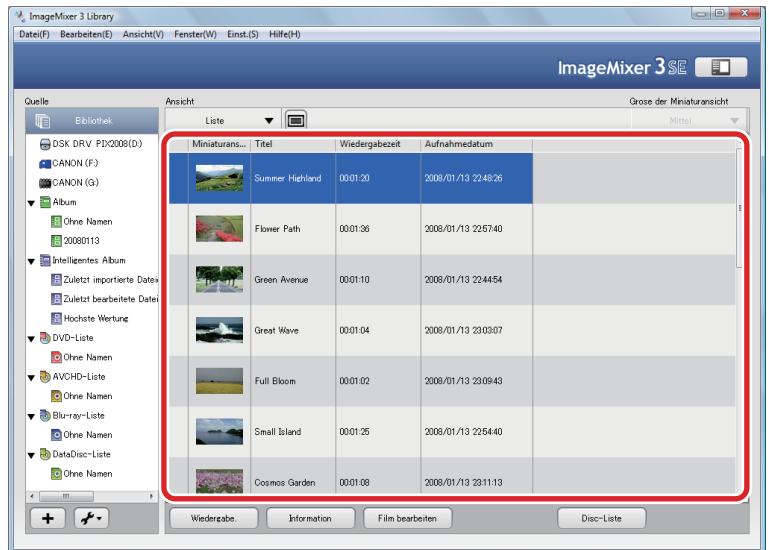 ImageMixer 3 Library
Datei(F) Bearbeiten(E) Ansicht(V) Fenster(W) Einst.(S) Hilfe(H)
ImageMixer 3 SE
Quelle
Ansicht
Grose der Miniaturansicht
Bibliothek
Liste
Mittel
DSK DRV PIX2008(D:)
CANON (F:)
CANON (G:)
Album
Ohne Namen
20080113
Intelligentes Album
Zuletzt importierte Datei
Zuletzt bearbeitete Datei
Hochste Wertung
DVD-Liste
Ohne Namen
AVCHD-Liste
Ohne Namen
Blu-ray-Liste
Ohne Namen
DataDisc-Liste
Ohne Namen
Miniaturans... Titel Wiedergabezeit Aufnahmedatum
Summer Highland 00:01:20 2008/01/13 22:48:26
Flower Path 00:01:36 2008/01/13 22:57:40
Green Avenue 00:01:10 2008/01/13 22:44:54
Great Wave 00:01:04 2008/01/13 23:03:07
Full Bloom 00:01:02 2008/01/13 23:09:43
Small Island 00:01:25 2008/01/13 22:54:40
Cosmos Garden 00:01:08 2008/01/13 23:11:13
Wiedergabe. Information Film bearbeiten Disc-Liste